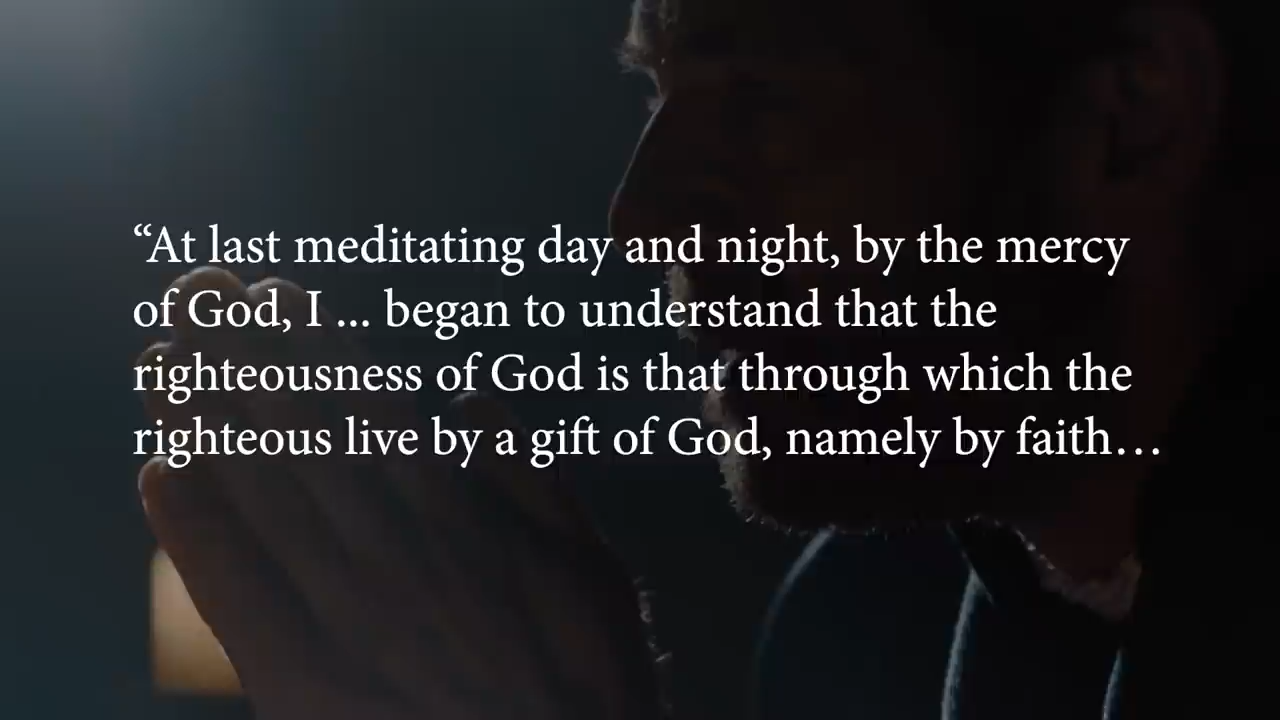 “At last meditating day and night, by the mercy
of God, I ... began to understand that the
righteousness of God is that through which the
righteous live by a gift of God, namely by faith…